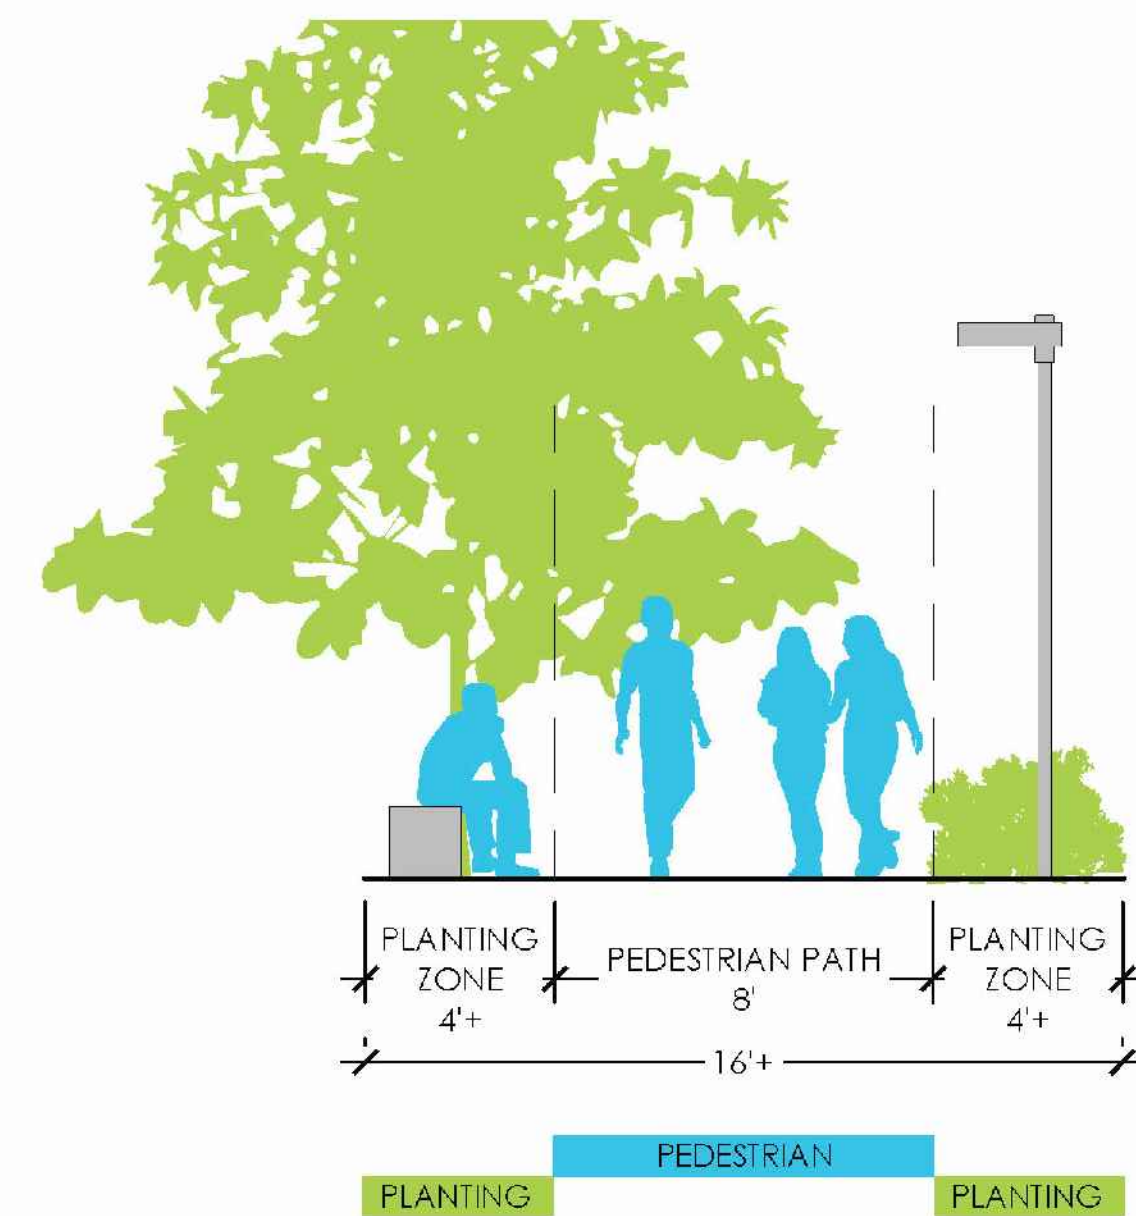 PLANTING
ZONE
4'+
PEDESTRIAN PATH
8'
PLANTING
ZONE
4'+
16'+
PEDESTRIAN
PLANTING
PLANTING